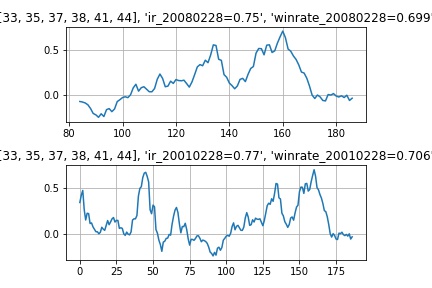 [33, 35, 37, 38, 41, 44], 'ir_20080228=0.75', 'winrate_20080228=0.699'
0.5
0.0
80 100 120 140 160 180
[33, 35, 37, 38, 41, 44], 'ir_20010228=0.77', 'winrate_20010228=0.706'
0.5
0.0
0 25 50 75 100 125 150 175